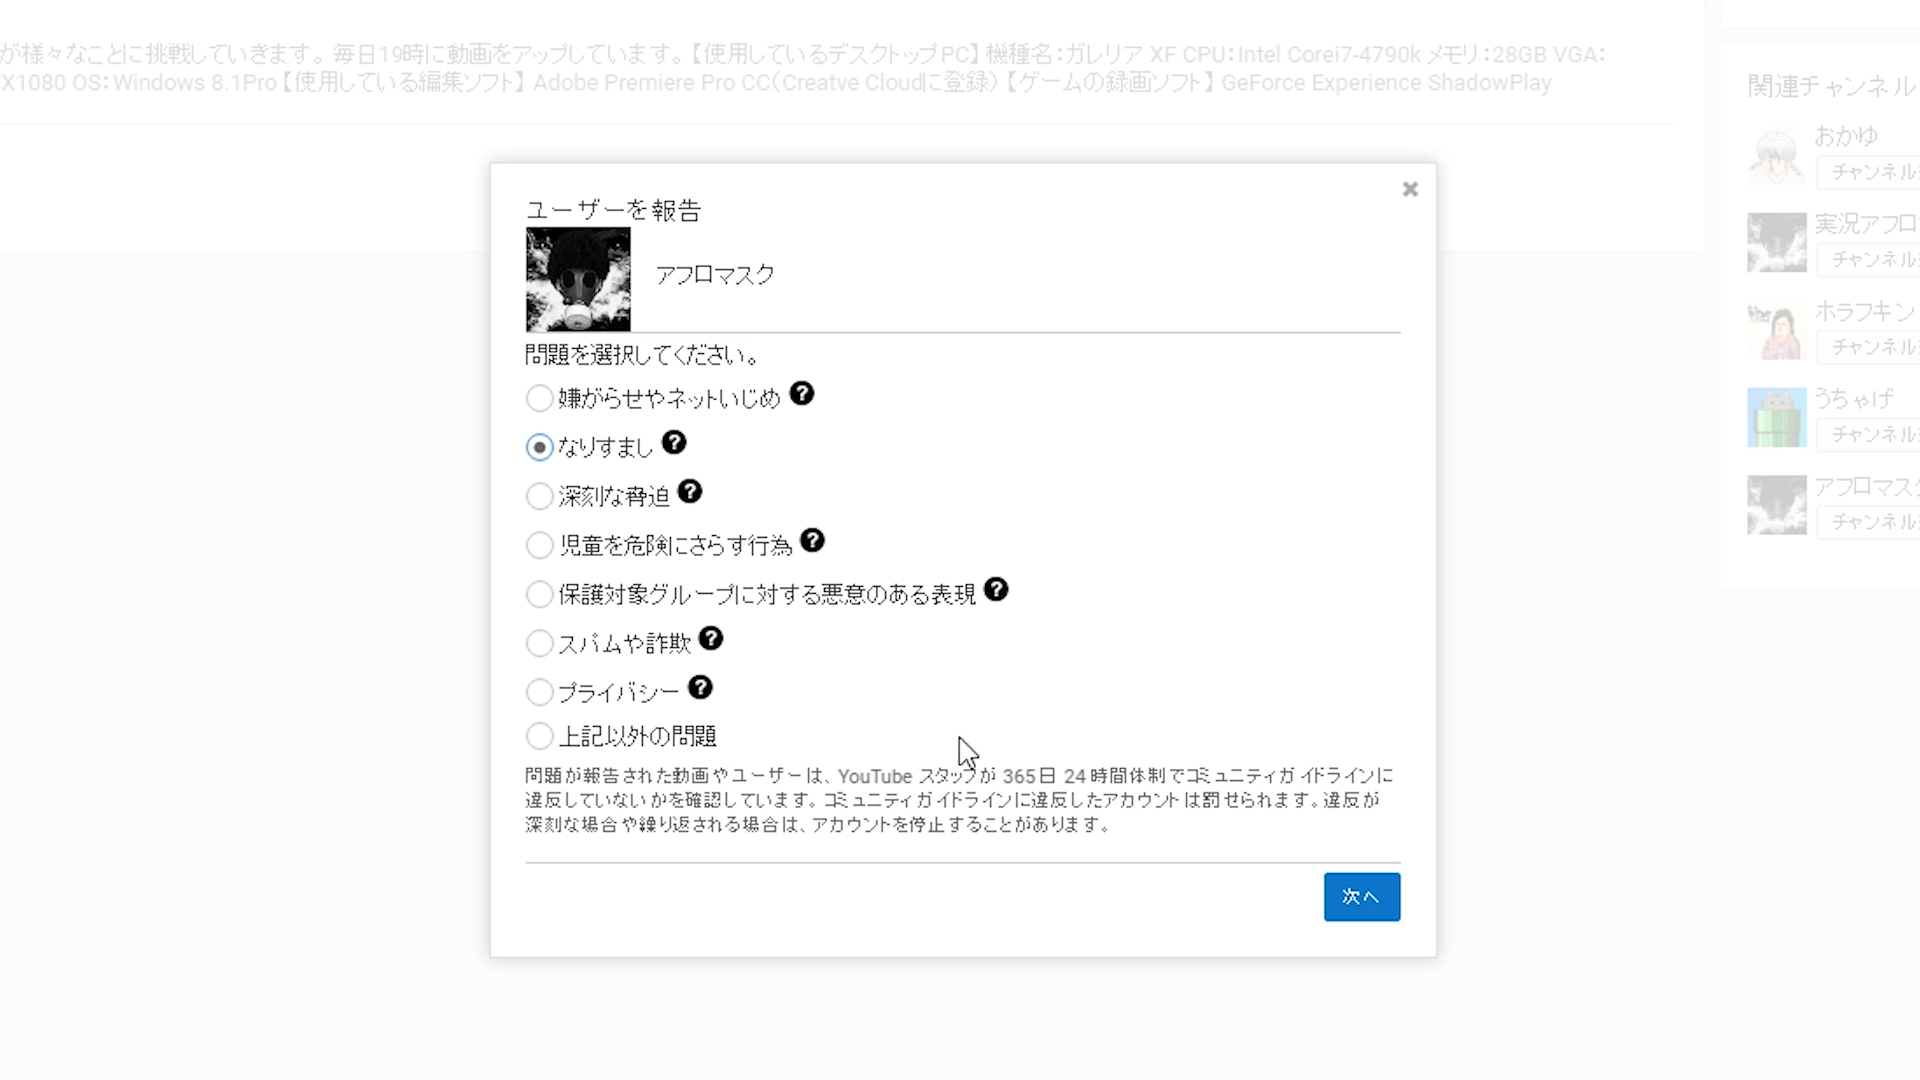 が様々なことに挑戦していきます。毎日19時に動画をアップしています。【使用しているデスクトップPC】機種名：ガレリア XF CPU：Intel Corei7-4790k メモリ：28GB VGA：
X1080 OS：Windows 8.1Pro【使用している編集ソフト】 Adobe Premiere Pro CC（Creatve Cloudに登録）【ゲームの録画ソフト】 GeForce Experience ShadowPlay
ユーザーを報告
アフロマスク
問題を選択してください。
嫌がらせやネットいじめ ?
なりすまし ?
深刻な脅迫 ?
児童を危険にさらす行為 ?
保護対象グループに対する悪意のある表現 ?
スパムや詐欺 ?
プライバシー ?
上記以外の問題
問題が報告された動画やユーザーは、YouTube スタッフが 365日 24時間体制でコミュニティガイドラインに
違反していないかを確認しています。コミュニティガイドラインに違反したアカウントは罰せられます。違反が
深刻な場合や繰り返される場合は、アカウントを停止することがあります。
次へ
関連チャンネル
おかゆ
チャンネル
実況アフロ
チャンネル
ホラフキン
チャンネル
うちゃげ
チャンネル
アフロマスク
チャンネル